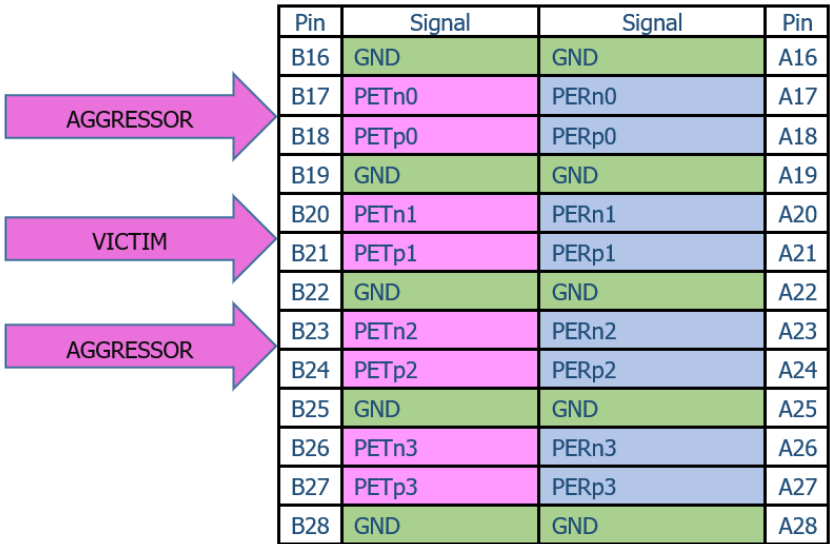 Pin Signal Signal Pin
B16 GND GND A16
B17 PETn0 PERn0 A17
AGGRESSOR
B18 PETp0 PERp0 A18
B19 GND GND A19
B20 PETn1 PERn1 A20
VICTIM
B21 PETp1 PERp1 A21
B22 GND GND A22
B23 PETn2 PERn2 A23
AGGRESSOR
B24 PETp2 PERp2 A24
B25 GND GND A25
B26 PETn3 PERn3 A26
B27 PETp3 PERp3 A27
B28 GND GND A28